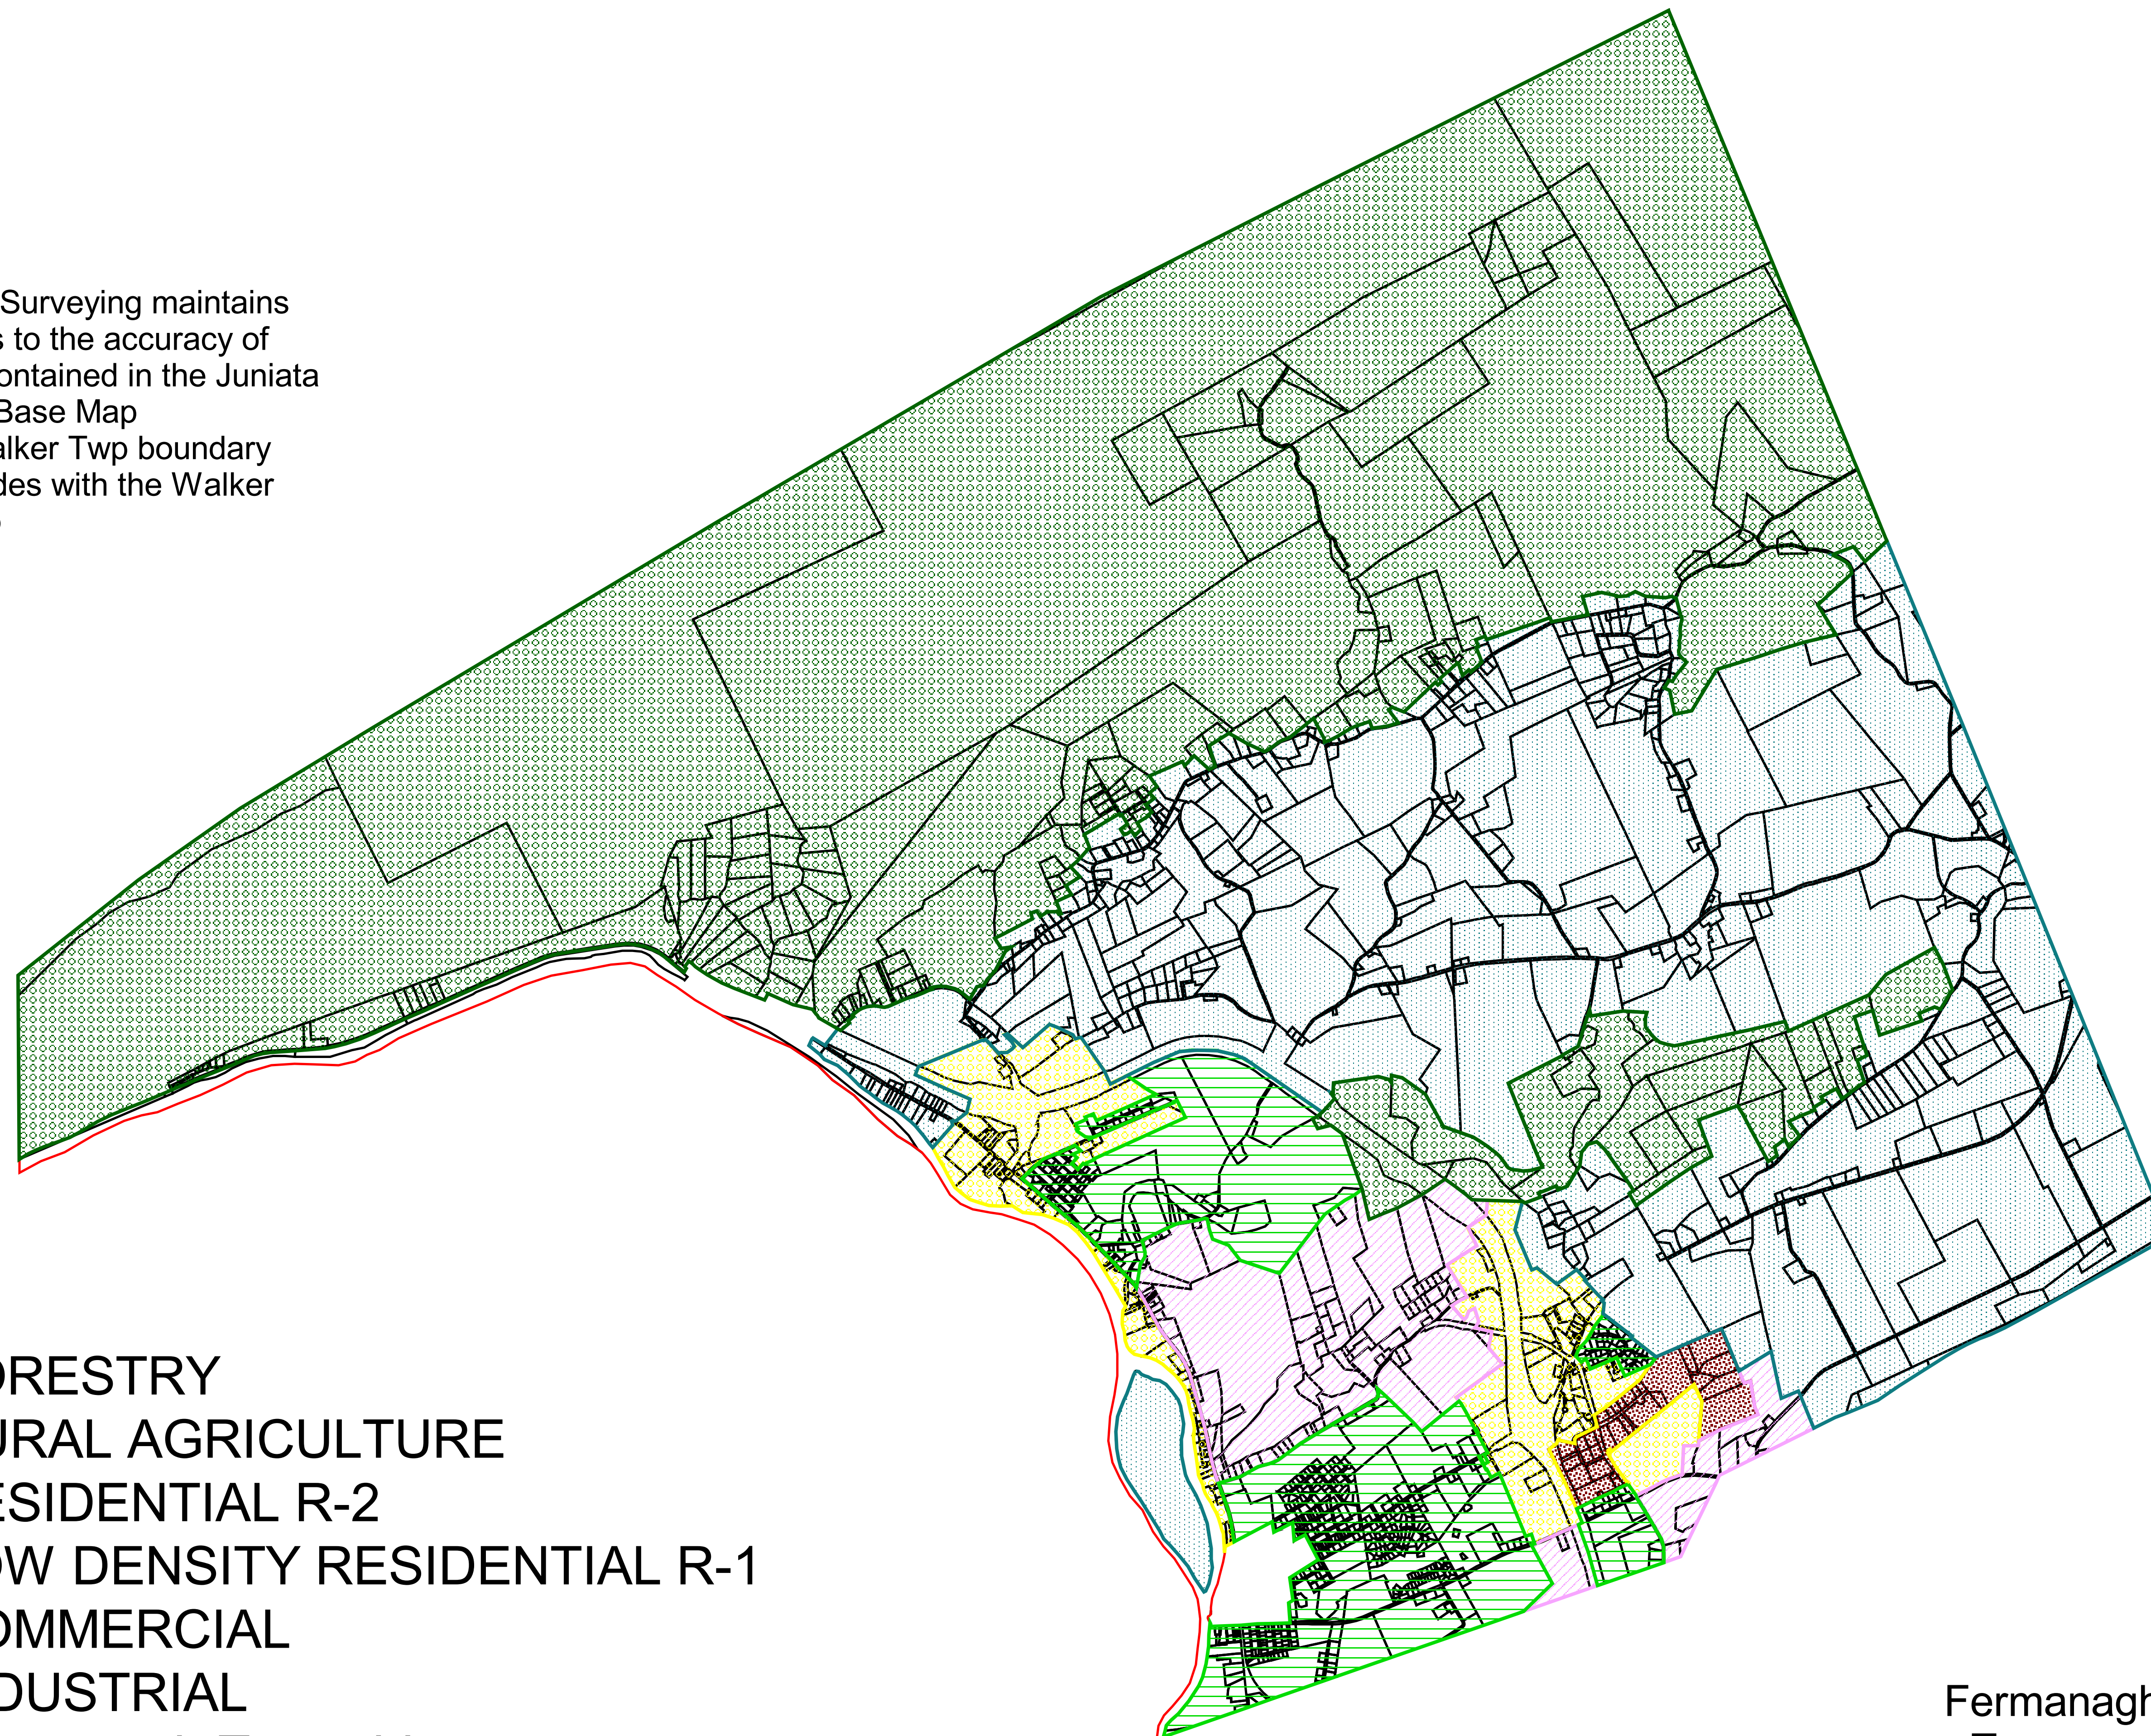 Surveying maintains
s to the accuracy of
ontained in the Juniata
Base Map
alker Twp boundary
des with the Walker
ORESTRY
URAL AGRICULTURE
ESIDENTIAL R-2
OW DENSITY RESIDENTIAL R-1
OMMERCIAL
DUSTRIAL
Fermanagh